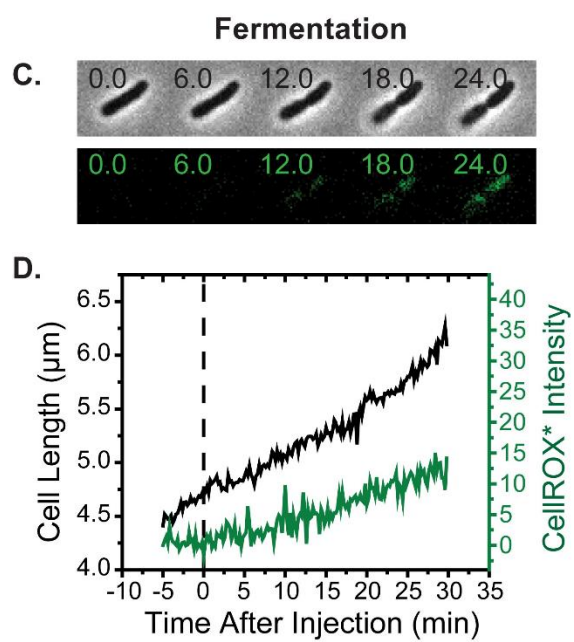 Fermentation
C.
0.0 6.0 12.0 18.0 24.0
0.0 6.0 12.0 18.0 24.0
D.
6.5
6.0
5.5
5.0
4.5
4.0
Cell Length (μm)
40
35
30
25
20
15
10
5
0
CellROX* Intensity
-10 -5 0 5 10 15 20 25 30 35
Time After Injection (min)